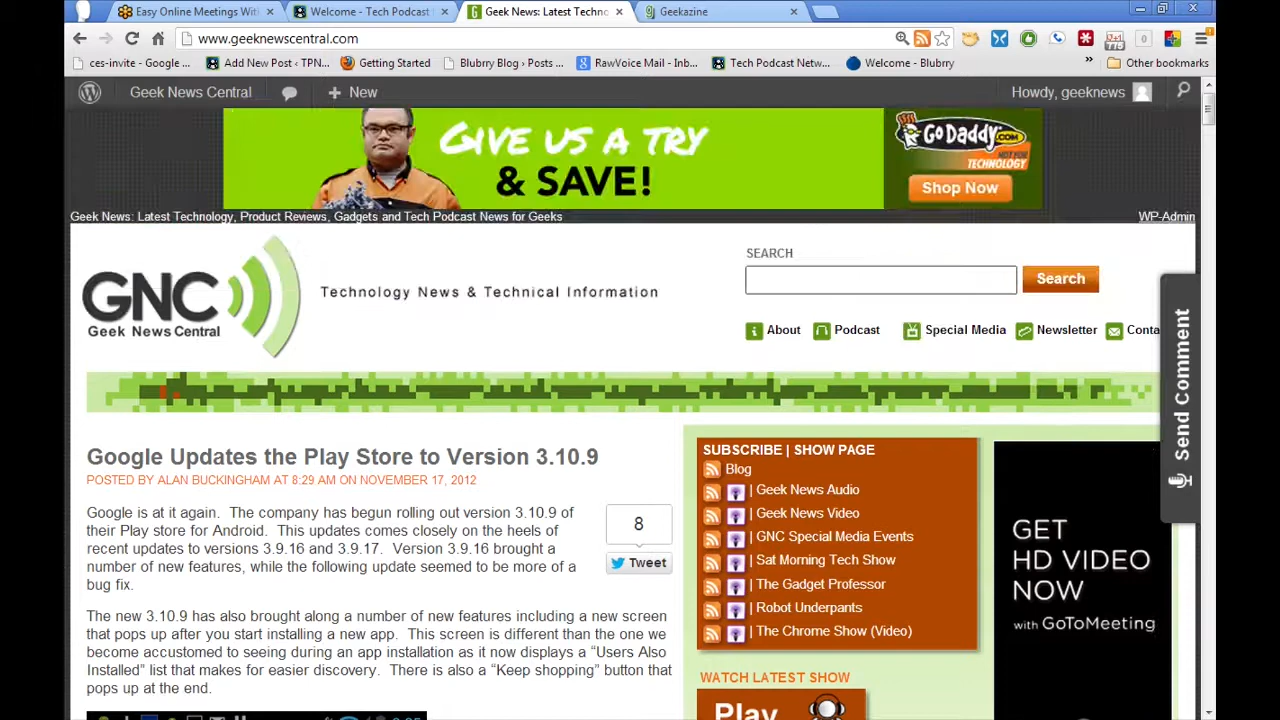 Easy Online Meetings Wit
Welcome - Tech Podcast
Geek News: Latest Techno
Geekazine
www.geeknewscentral.com
ces-invite - Google ...
Add New Post ‹ TPN...
Getting Started
Blubrry Blog › Posts ...
RawVoice Mail - Inb...
Tech Podcast Netw...
Welcome - Blubrry
»
Other bookmarks
Geek News Central
+ New
Howdy, geeknews
GIVE US A TRY
& SAVE!
GO DADDY.COM
NOT FOR
TECHNOLOGY
Shop Now
Geek News: Latest Technology, Product Reviews, Gadgets and Tech Podcast News for Geeks
WP-Admin
GNC
Geek News Central
Technology News & Technical Information
SEARCH
Search
About
Podcast
Special Media
Newsletter
Conta
Send Comment
Google Updates the Play Store to Version 3.10.9
POSTED BY ALAN BUCKINGHAM AT 8:29 AM ON NOVEMBER 17, 2012
Google is at it again. The company has begun rolling out version 3.10.9 of
their Play store for Android. This updates comes closely on the heels of
recent updates to versions 3.9.16 and 3.9.17. Version 3.9.16 brought a
number of new features, while the following update seemed to be more of a
bug fix.
8
Tweet
The new 3.10.9 has also brought along a number of new features including a new screen
that pops up after you start installing a new app. This screen is different than the one we
become accustomed to seeing during an app installation as it now displays a “Users Also
Installed” list that makes for easier discovery. There is also a “Keep shopping” button that
pops up at the end.
SUBSCRIBE | SHOW PAGE
Blog
| Geek News Audio
| Geek News Video
| GNC Special Media Events
| Sat Morning Tech Show
| The Gadget Professor
| Robot Underpants
| The Chrome Show (Video)
WATCH LATEST SHOW
Play
GET
HD VIDEO
NOW
with GoToMeeting